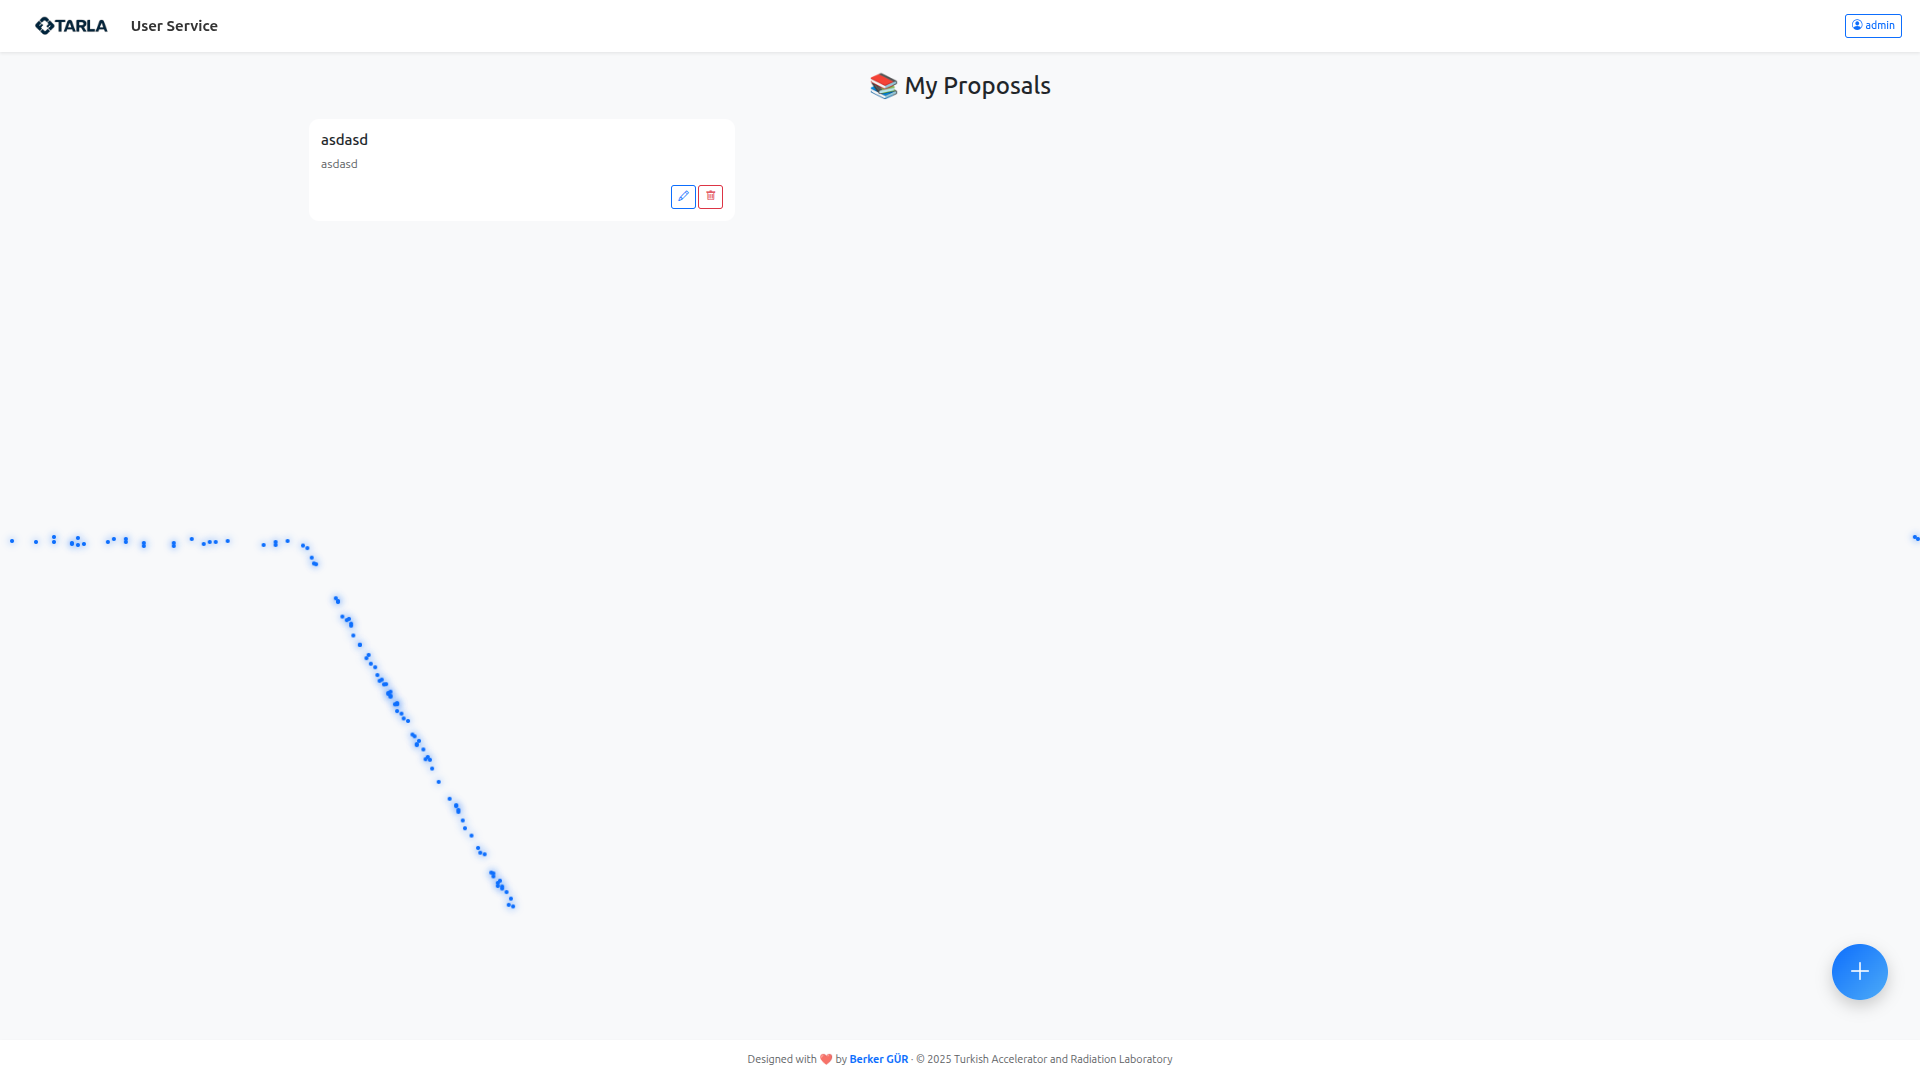 TARLA User Service
admin
📚 My Proposals
asdasd
asdasd
Designed with ❤️ by Berker GÜR · © 2025 Turkish Accelerator and Radiation Laboratory